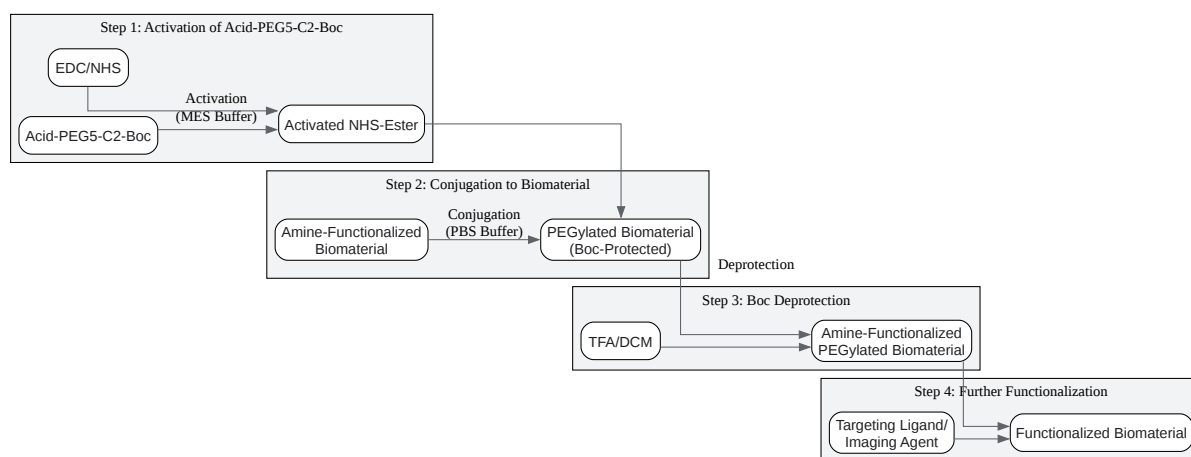 Step 1: Activation of Acid-PEG5-C2-Boc
EDC/NHS
Activation
(MES Buffer)
Acid-PEG5-C2-Boc
Activated NHS-Ester
Step 2: Conjugation to Biomaterial
Amine-Functionalized
Biomaterial
Conjugation
(PBS Buffer)
PEGylated Biomaterial
(Boc-Protected)
Deprotection
Step 3: Boc Deprotection
TFA/DCM
Amine-Functionalized
PEGylated Biomaterial
Step 4: Further Functionalization
Targeting Ligand/
Imaging Agent
Functionalized Biomaterial